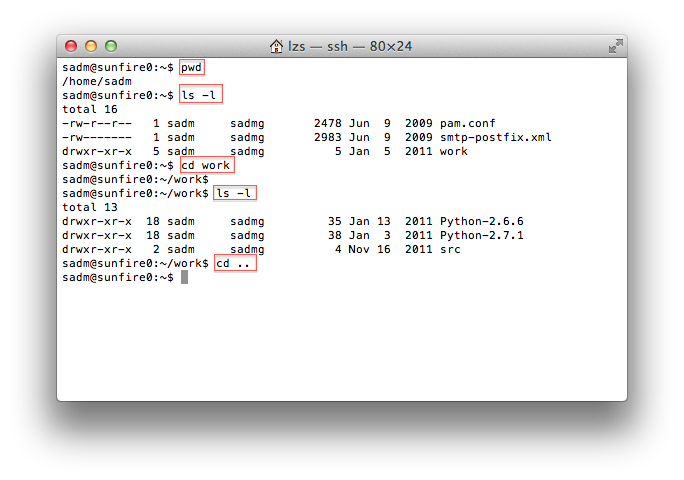 lzs — ssh — 80×24
sadm@sunfire0:~$ pwd
/home/sadm
sadm@sunfire0:~$ ls -l
total 16
-rw-r--r-- 1 sadm sadmg 2478 Jun 9 2009 pam.conf
-rw------- 1 sadm sadmg 2983 Jun 9 2009 smtp-postfix.xml
drwxr-xr-x 5 sadm sadmg 5 Jan 5 2011 work
sadm@sunfire0:~$ cd work
sadm@sunfire0:~/work$
sadm@sunfire0:~/work$ ls -l
total 13
drwxr-xr-x 18 sadm sadmg 35 Jan 13 2011 Python-2.6.6
drwxr-xr-x 18 sadm sadmg 38 Jan 3 2011 Python-2.7.1
drwxr-xr-x 2 sadm sadmg 4 Nov 16 2011 src
sadm@sunfire0:~/work$ cd ..
sadm@sunfire0:~$